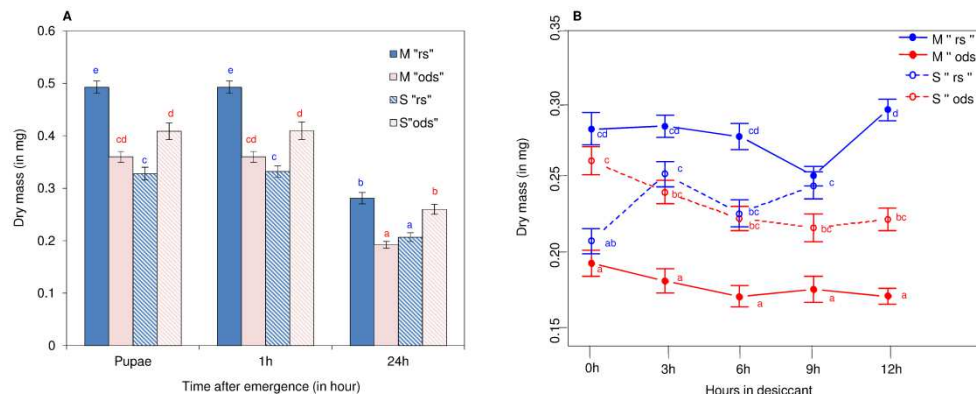 A
Dry mass (in mg)
0.6
0.5
0.4
0.3
0.2
0.1
0
e
cd
c
d
e
cd
c
d
b
a
a
b
M "rs"
M "ods"
S "rs"
S"ods"
Pupae
1h
24h
Time after emergence (in hour)
B
Dry mass (in mg)
0.35
0.30
0.25
0.20
0.15
M " rs "
M " ods
S " rs "
S " ods
cd
cd
cd
d
c
c
bc
bc
c
bc
bc
bc
ab
a
a
a
a
a
0h
3h
6h
9h
12h
Hours in desiccant